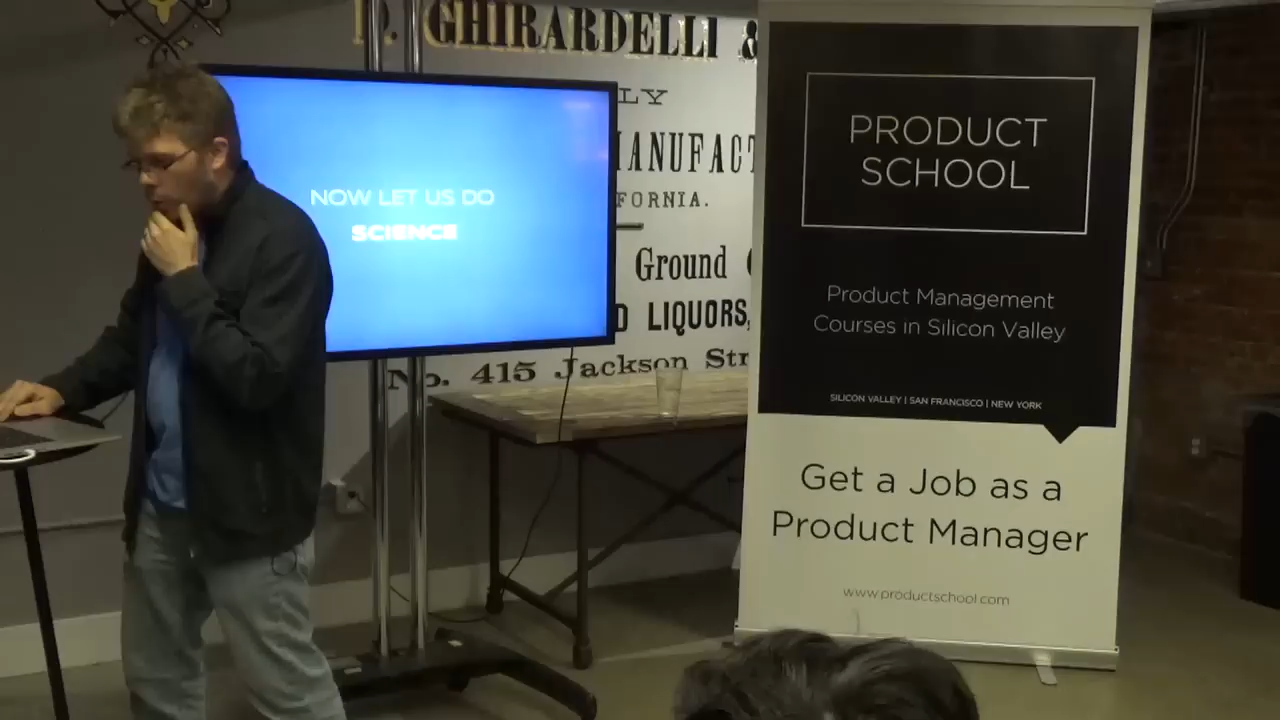 D. GHIRARDELLI &
LY
MANUFACT
FORNIA.
Ground
D LIQUORS,
No. 415 Jackson Str
NOW LET US DO
SCIENCE
PRODUCT
SCHOOL
Product Management
Courses in Silicon Valley
SILICON VALLEY | SAN FRANCISCO | NEW YORK
Get a Job as a
Product Manager
www.productschool.com